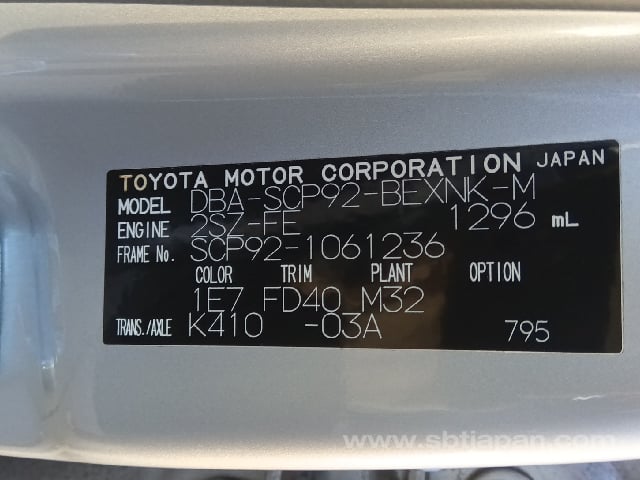 TOYOTA MOTOR CORPORATION JAPAN
MODEL DBA-SCP92-BEXNK-M
ENGINE 2SZ-FE 1296 mL
FRAME No. SCP92-1061236
COLOR TRIM PLANT OPTION
1E7 FD40 M32
TRANS./AXLE K410 -03A 795
www.sbtjapan.com